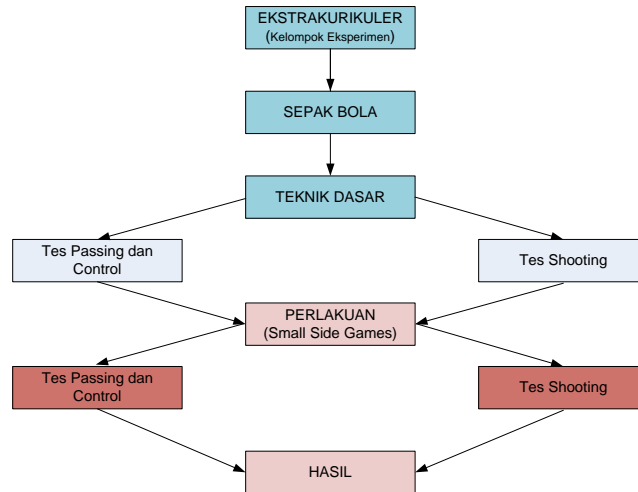 EKSTRAKURIKULER
(Kelompok Eksperimen)
SEPAK BOLA
TEKNIK DASAR
Tes Passing dan
Control
Tes Shooting
PERLAKUAN
(Small Side Games)
Tes Passing dan
Control
Tes Shooting
HASIL